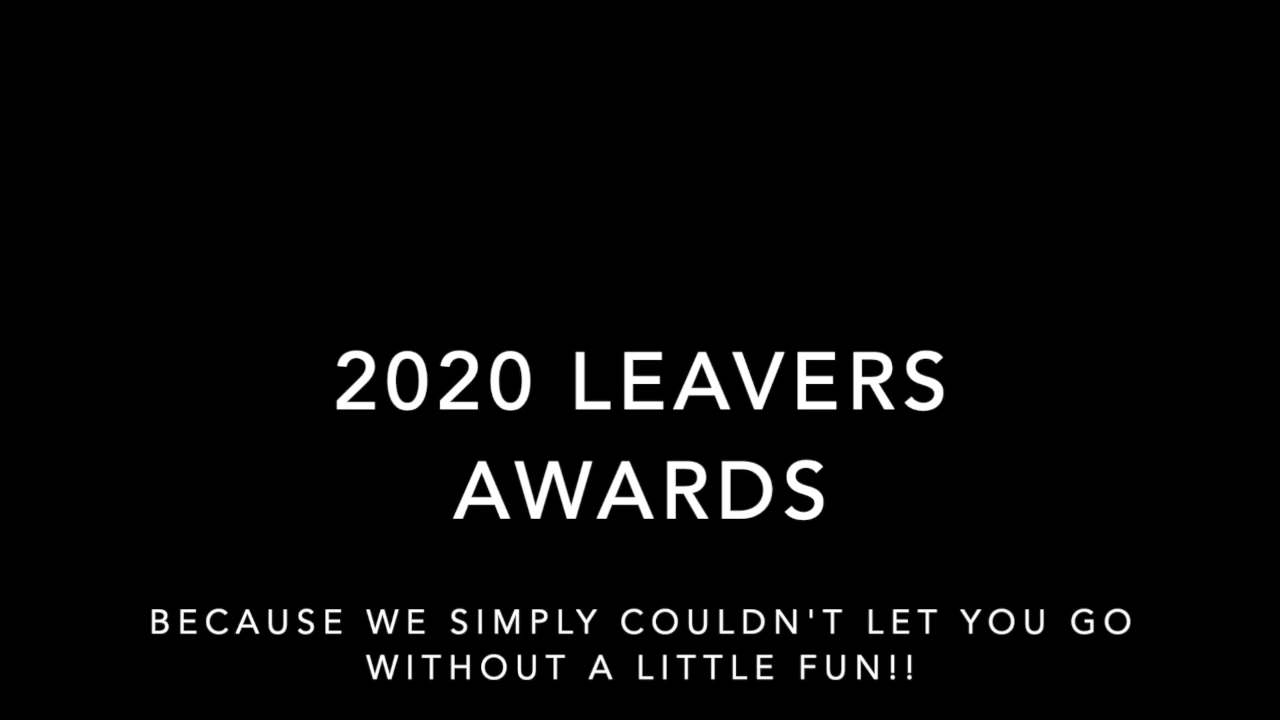 2020 LEAVERS
AWARDS
BECAUSE WE SIMPLY COULDN'T LET YOU GO
WITHOUT A LITTLE FUN!!